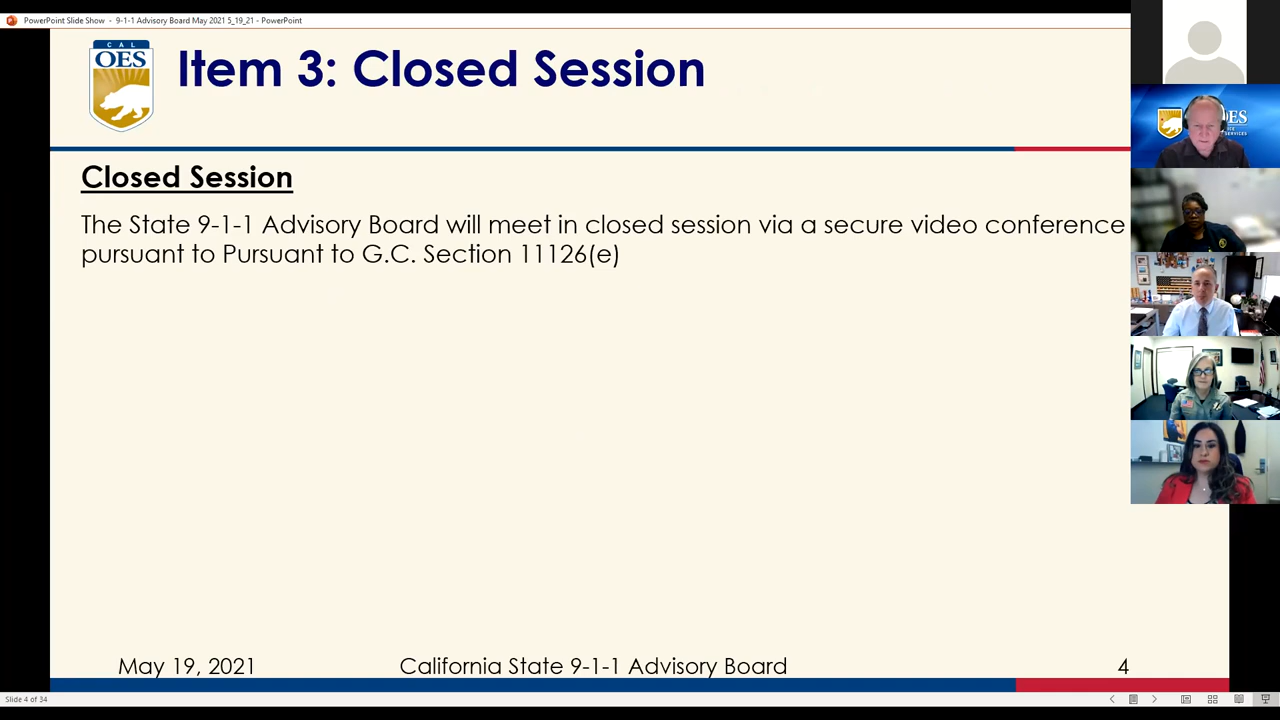 PowerPoint Slide Show - 9-1-1 Advisory Board May 2021 5_19_21 - PowerPoint
CAL
OES
Item 3: Closed Session
Closed Session
The State 9-1-1 Advisory Board will meet in closed session via a secure video conference
pursuant to Pursuant to G.C. Section 11126(e)
May 19, 2021
California State 9-1-1 Advisory Board
4
Slide 4 of 34
ES
SERVICES